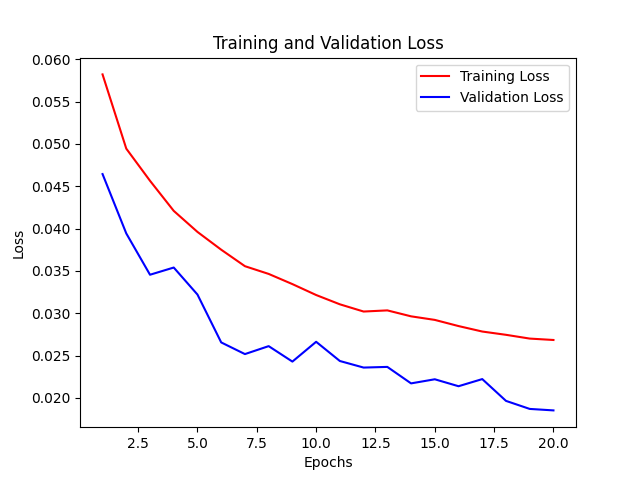 Training and Validation Loss
Training Loss
Validation Loss
0.060
0.055
0.050
0.045
0.040
0.035
0.030
0.025
0.020
Loss
2.5 5.0 7.5 10.0 12.5 15.0 17.5 20.0
Epochs